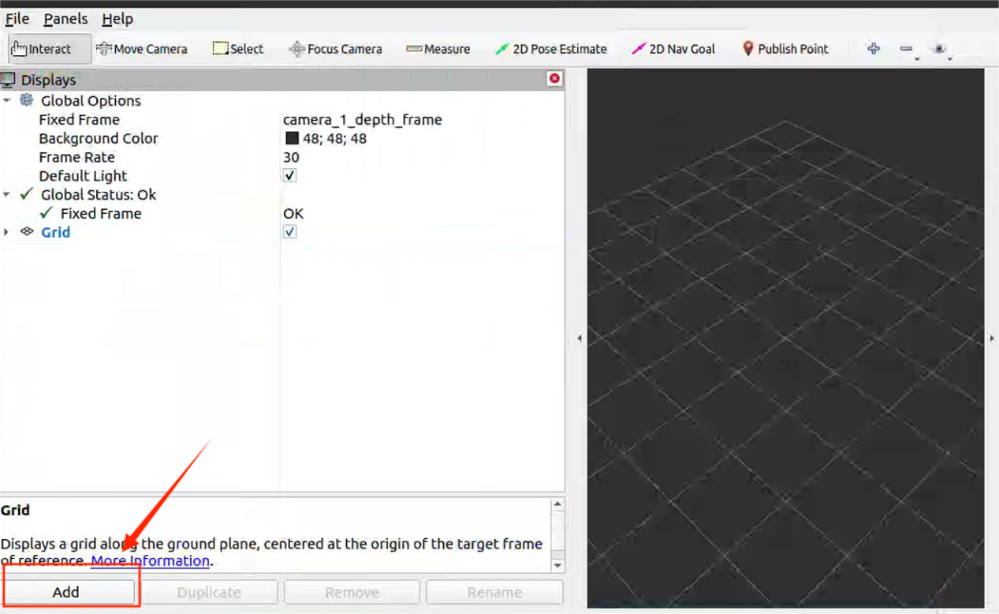 File Panels Help
Interact Move Camera Select Focus Camera Measure 2D Pose Estimate 2D Nav Goal Publish Point
Displays
Global Options
Fixed Frame camera_1_depth_frame
Background Color 48; 48; 48
Frame Rate 30
Default Light
Global Status: Ok
Fixed Frame OK
Grid
Grid
Displays a grid along the ground plane, centered at the origin of the target frame
of reference. More Information.
Add Duplicate Remove Rename